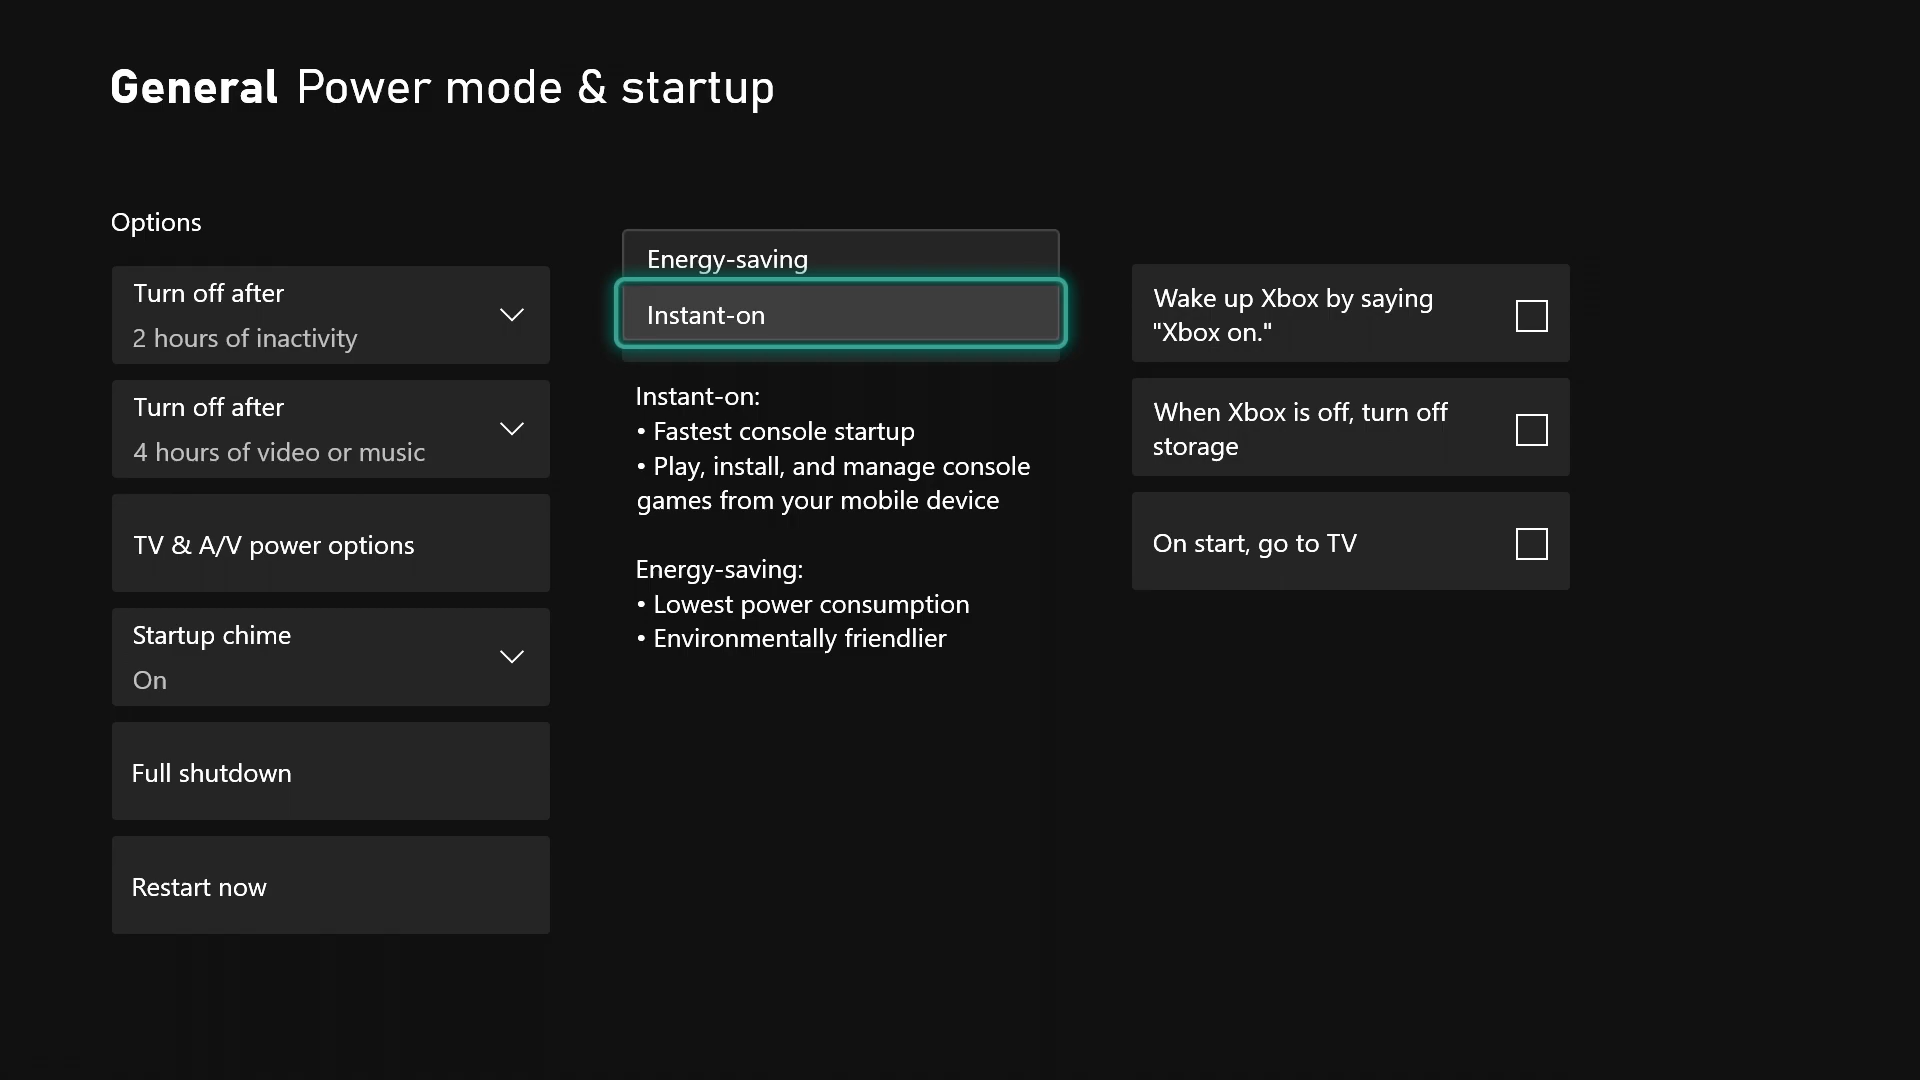 General Power mode & startup
Options
Turn off after
2 hours of inactivity
Turn off after
4 hours of video or music
TV & A/V power options
Startup chime
On
Full shutdown
Restart now
Energy-saving
Instant-on
Instant-on:
• Fastest console startup
• Play, install, and manage console
games from your mobile device
Energy-saving:
• Lowest power consumption
• Environmentally friendlier
Wake up Xbox by saying
"Xbox on."
When Xbox is off, turn off
storage
On start, go to TV